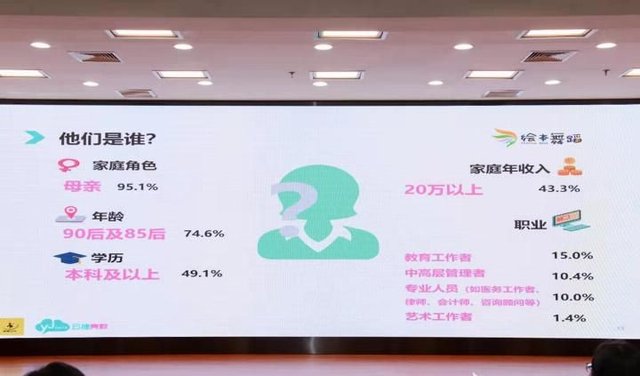 他们是谁？
绘本舞蹈
家庭角色
母亲 95.1%
年龄
90后及85后 74.6%
学历
本科及以上 49.1%
?
家庭年收入
20万以上 43.3%
职业
教育工作者 15.0%
中高层管理者 10.4%
专业人员（如医务工作者、
律师、会计师、咨询顾问等） 10.0%
艺术工作者 1.4%